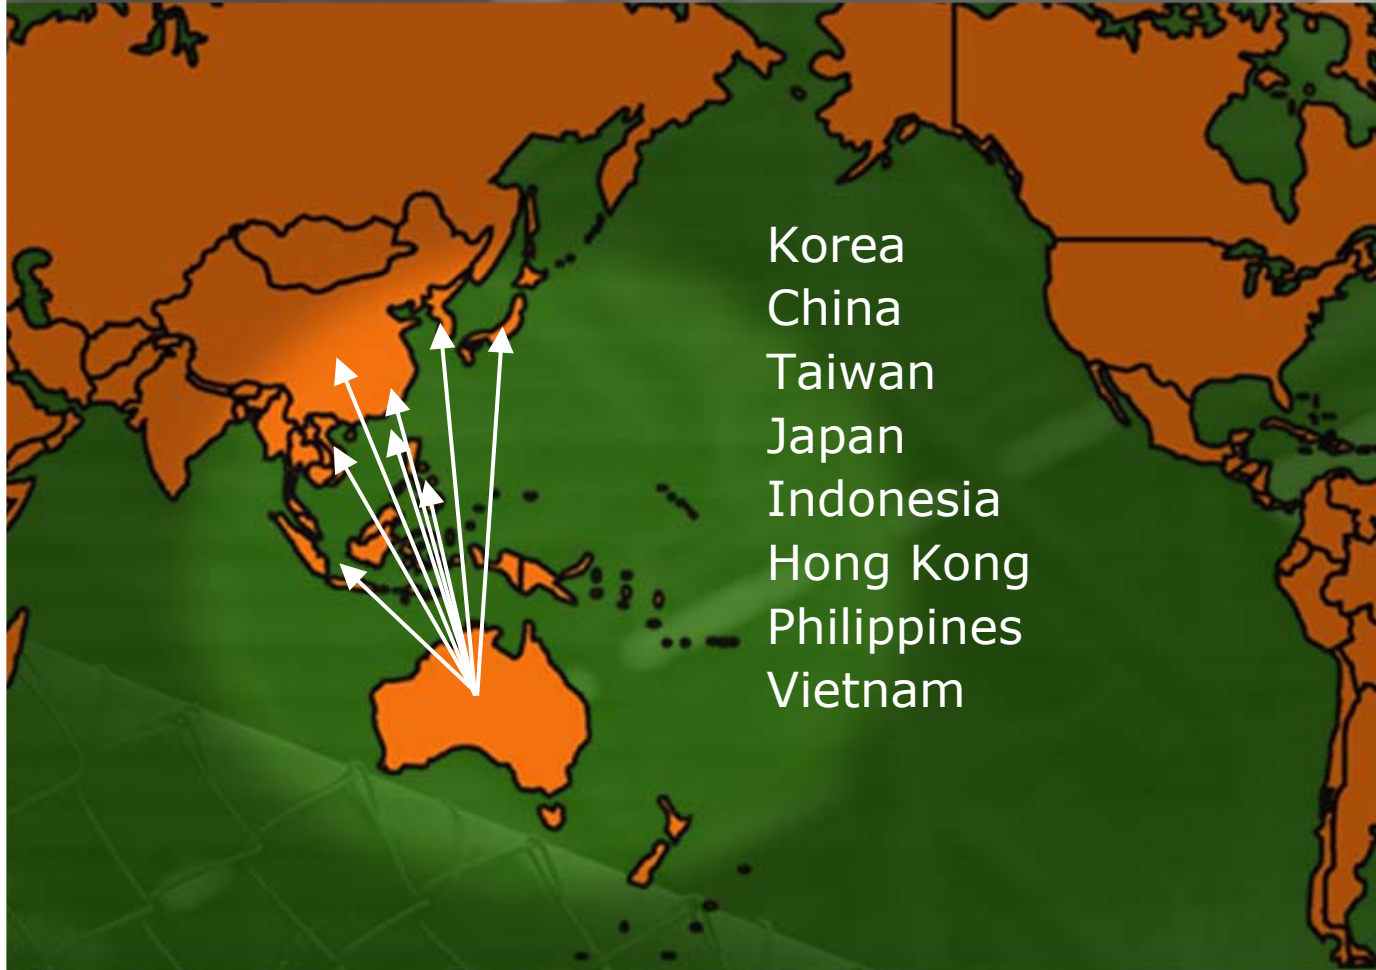 Korea
China
Taiwan
Japan
Indonesia
Hong Kong
Philippines
Vietnam